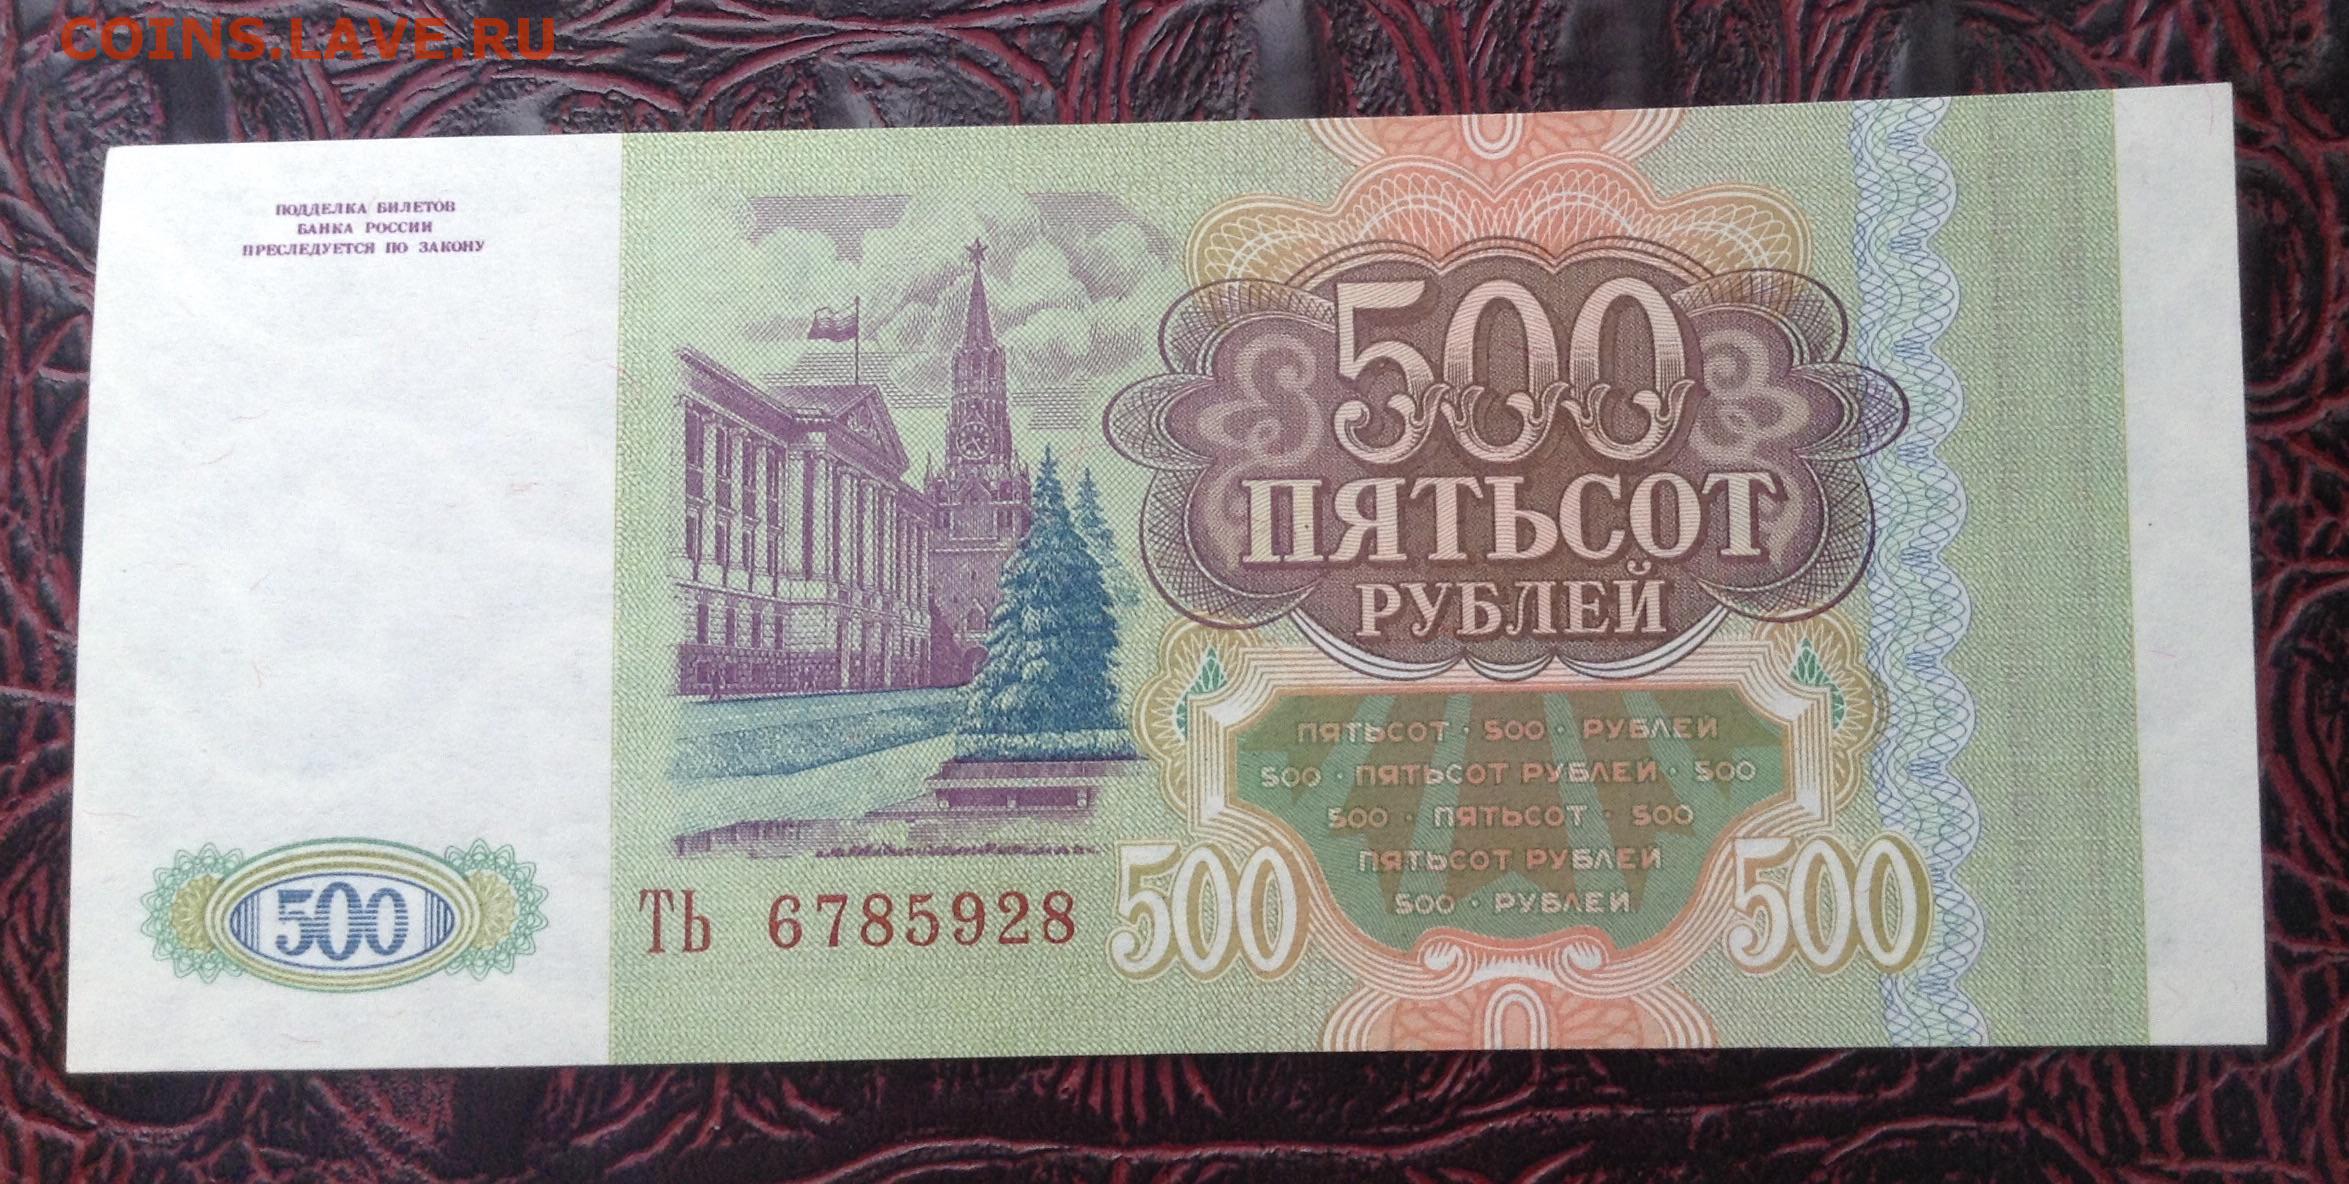 COINS.LAVE.RU
ПОДДЕЛКА БИЛЕТОВ
БАНКА РОССИИ
ПРЕСЛЕДУЕТСЯ ПО ЗАКОНУ
500
ПЯТЬСОТ
РУБЛЕЙ
ПЯТЬСОТ · 500 · РУБЛЕЙ
500 · ПЯТЬСОТ РУБЛЕЙ · 500
500 · ПЯТЬСОТ · 500
ПЯТЬСОТ РУБЛЕЙ
500 · РУБЛЕЙ
500
ТЬ 6785928
500
500